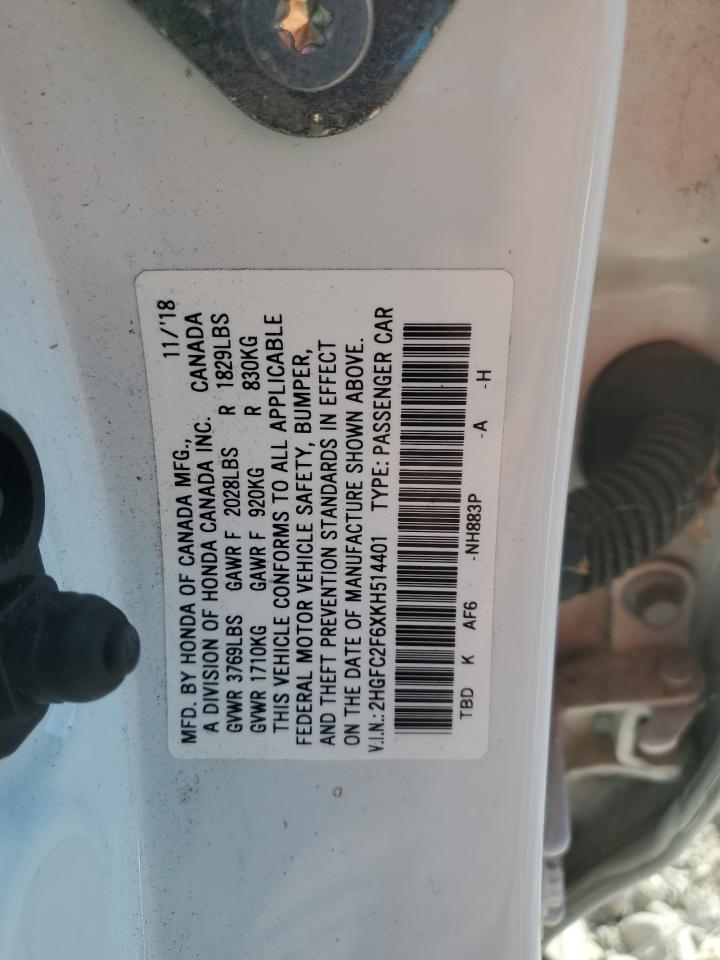 MFD. BY HONDA OF CANADA MFG., 11/'18
A DIVISION OF HONDA CANADA INC. CANADA
GVWR 3769LBS GAWR F 2028LBS R 1829LBS
GVWR 1710KG GAWR F 920KG R 830KG
THIS VEHICLE CONFORMS TO ALL APPLICABLE
FEDERAL MOTOR VEHICLE SAFETY, BUMPER,
AND THEFT PREVENTION STANDARDS IN EFFECT
ON THE DATE OF MANUFACTURE SHOWN ABOVE.
V.I.N.: 2HGFC2F6XKH514401 TYPE: PASSENGER CAR
TBD K AF6 -NH883P -A -H